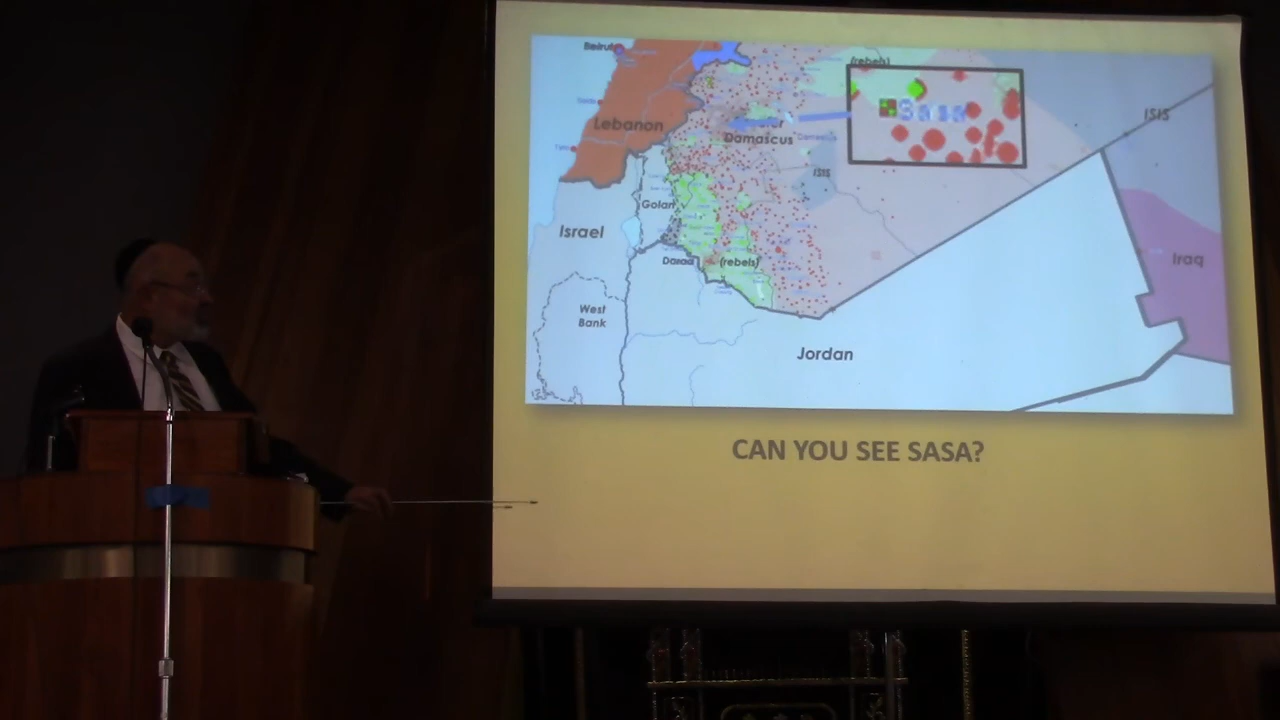 Beirut
(rebels)
Lebanon
Damascus
Sasa
ISIS
ISIS
Golan
Israel
Daraa
(rebels)
Iraq
West
Bank
Jordan
CAN YOU SEE SASA?